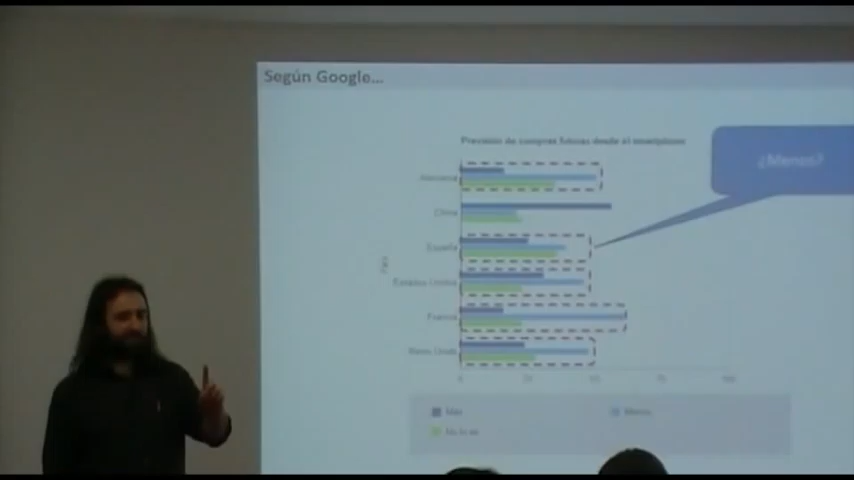 Según Google...
Previsión de compras futuras desde el smartphone
¿Menos?
Alemania
China
España
País
Estados Unidos
Francia
Reino Unido
Más
Menos
No lo sé